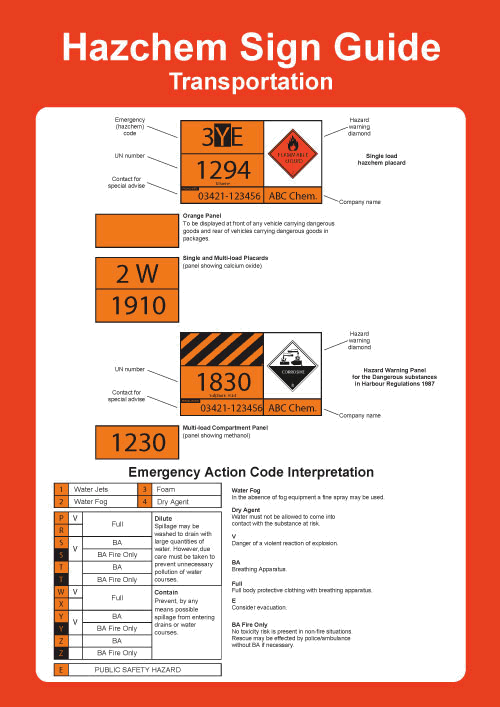 Hazchem Sign Guide
Transportation
Emergency
(hazchem)
code
UN number
Contact for
special advise
3YE
1294
03421-123456
ABC Chem.
FLAMMABLE
LIQUID
Hazard
warning
diamond
Single load
hazchem placard
Company name
Orange Panel
To be displayed at front of any vehicle carrying dangerous
goods and rear of vehicles carrying dangerous goods in
packages.
2 W
1910
Single and Multi-load Placards
(panel showing calcium oxide)
UN number
Contact for
special advise
1830
03421-123456
ABC Chem.
CORROSIVE
8
Hazard
warning
diamond
Hazard Warning Panel
for the Dangerous substances
in Harbour Regulations 1987
Company name
1230
Multi-load Compartment Panel
(panel showing methanol)
Emergency Action Code Interpretation
1 Water Jets 3 Foam
2 Water Fog 4 Dry Agent
P V Full
R
S V BA
S BA Fire Only
T BA
T BA Fire Only
Dilute
Spillage may be
washed to drain with
large quantities of
water. However,due
care must be taken to
prevent unnecessary
pollution of water
courses.
W V Full
X
Y V BA
Y BA Fire Only
Z BA
Z BA Fire Only
Contain
Prevent, by any
means possible
spillage from entering
drains or water
courses.
E PUBLIC SAFETY HAZARD
Water Fog
In the absence of fog equipment a fine spray may be used.
Dry Agent
Water must not be allowed to come into
contact with the substance at risk.
V
Danger of a violent reaction of explosion.
BA
Breathing Apparatus
Full
Full body protective clothing with breathing apparatus.
E
Consider evacuation.
BA Fire Only
No toxicity risk is present in non-fire situations.
Rescue may be effected by police/ambulance
without BA if necessary.